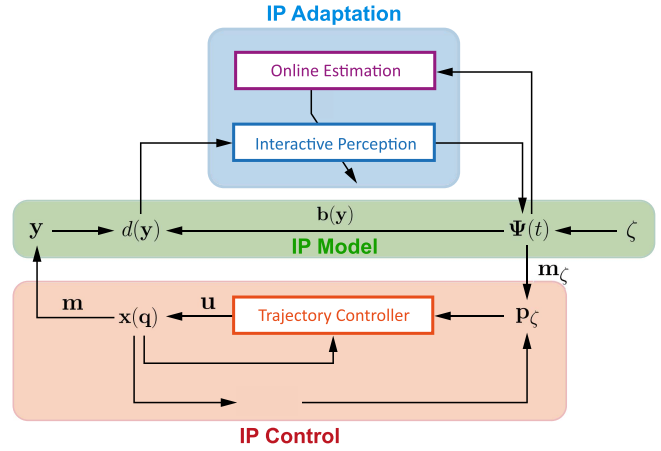 IP Adaptation
Online Estimation
Interactive Perception
b(y)
y
d(y)
Ψ(t)
ζ
IP Model
m_ζ
m
x(q)
u
Trajectory Controller
p_ζ
IP Control